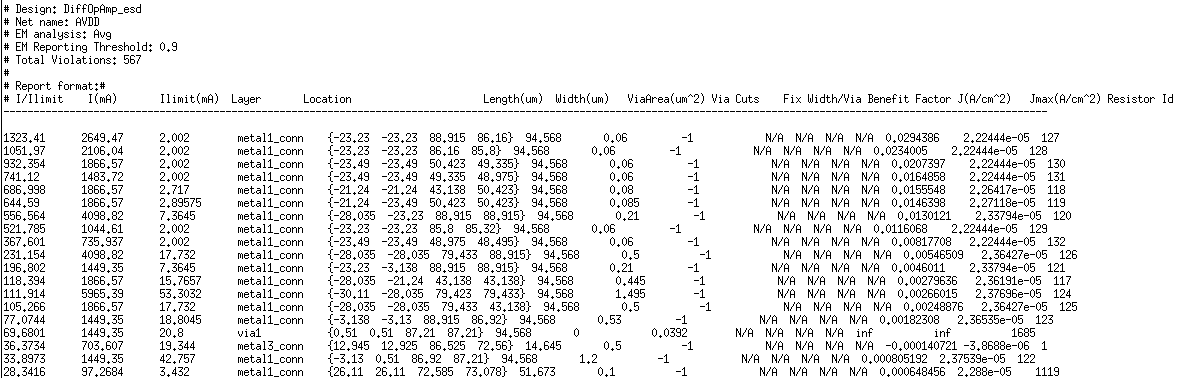 # Design: DiffOpAmp_esd
# Net name: AVDD
# EM analysis: Avg
# EM Reporting Threshold: 0.9
# Total Violations: 567
#
# Report format:#
# I/Ilimit I(mA) Ilimit(mA) Layer Location Length(um) Width(um) ViaArea(um^2) Via Cuts Fix Width/Via Benefit Factor J(A/cm^2) Jmax(A/cm^2) Resistor Id
1323.41 2649.47 2.002 metal1_conn {-23.23 -23.23 88.915 86.16} 94.568 0.06 -1 N/A N/A N/A N/A 0.0294386 2.22444e-05 127
1051.97 2106.04 2.002 metal1_conn {-23.23 -23.23 86.16 85.8} 94.568 0.06 -1 N/A N/A N/A N/A 0.0234005 2.22444e-05 128
932.354 1866.57 2.002 metal1_conn {-23.49 -23.49 50.423 49.335} 94.568 0.06 -1 N/A N/A N/A N/A 0.0207397 2.22444e-05 130
741.12 1483.72 2.002 metal1_conn {-23.49 -23.49 49.335 48.975} 94.568 0.06 -1 N/A N/A N/A N/A 0.0164858 2.22444e-05 131
686.998 1866.57 2.717 metal1_conn {-21.24 -21.24 43.138 50.423} 94.568 0.08 -1 N/A N/A N/A N/A 0.0155548 2.26417e-05 118
644.59 1866.57 2.89575 metal1_conn {-21.24 -23.49 50.423 50.423} 94.568 0.085 -1 N/A N/A N/A N/A 0.0146398 2.27118e-05 119
556.564 4098.82 7.3645 metal1_conn {-28.035 -23.23 88.915 88.915} 94.568 0.21 -1 N/A N/A N/A N/A 0.0130121 2.33794e-05 120
521.785 1044.61 2.002 metal1_conn {-23.23 -23.23 85.8 85.32} 94.568 0.06 -1 N/A N/A N/A N/A 0.0116068 2.22444e-05 129
367.601 735.937 2.002 metal1_conn {-23.49 -23.49 48.975 48.495} 94.568 0.06 -1 N/A N/A N/A N/A 0.00817708 2.22444e-05 132
231.154 4098.82 17.732 metal1_conn {-28.035 -28.035 79.433 88.915} 94.568 0.5 -1 N/A N/A N/A N/A 0.00546509 2.36427e-05 126
196.802 1449.35 7.3645 metal1_conn {-23.23 -3.138 88.915 88.915} 94.568 0.21 -1 N/A N/A N/A N/A 0.0046011 2.33794e-05 121
118.394 1866.57 15.7657 metal1_conn {-28.035 -21.24 43.138 43.138} 94.568 0.445 -1 N/A N/A N/A N/A 0.00279636 2.36191e-05 117
111.914 5965.39 53.3032 metal1_conn {-30.11 -28.035 79.423 79.433} 94.568 1.495 -1 N/A N/A N/A N/A 0.00266015 2.37696e-05 124
105.266 1866.57 17.732 metal1_conn {-28.035 -28.035 79.433 43.138} 94.568 0.5 -1 N/A N/A N/A N/A 0.00248876 2.36427e-05 125
77.0744 1449.35 18.8045 metal1_conn {-3.138 -3.13 88.915 86.92} 94.568 0.53 -1 N/A N/A N/A N/A 0.00182308 2.36535e-05 123
69.6801 1449.35 20.8 via1 {0.51 0.51 87.21 87.21} 94.568 0 0.0392 N/A N/A N/A N/A inf inf 1685
36.3734 703.607 19.344 metal3_conn {12.945 12.925 86.525 72.56} 14.645 0.5 -1 N/A N/A N/A N/A -0.000140721 -3.8688e-06 1
33.8973 1449.35 42.757 metal1_conn {-3.13 0.51 86.92 87.21} 94.568 1.2 -1 N/A N/A N/A N/A 0.000805192 2.37539e-05 122
28.3416 97.2684 3.432 metal1_conn {26.11 26.11 72.585 73.078} 51.673 0.1 -1 N/A N/A N/A N/A 0.000648456 2.288e-05 1119